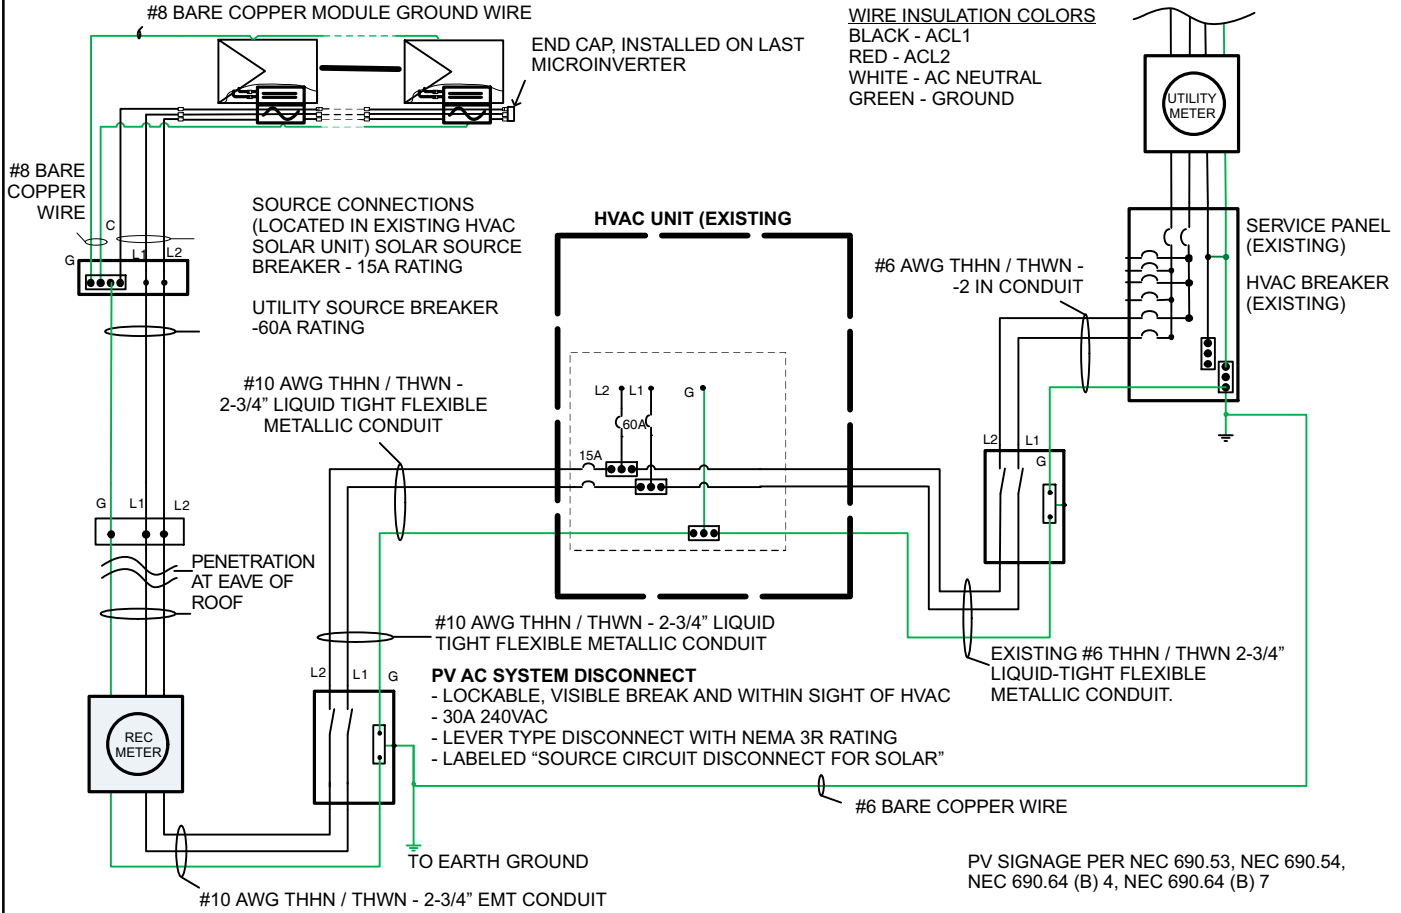 #8 BARE COPPER MODULE GROUND WIRE
END CAP, INSTALLED ON LAST
MICROINVERTER
WIRE INSULATION COLORS
BLACK - ACL1
RED - ACL2
WHITE - AC NEUTRAL
GREEN - GROUND
UTILITY
METER
#8 BARE
COPPER
WIRE
C
G
L1
L2
SOURCE CONNECTIONS
(LOCATED IN EXISTING HVAC
SOLAR UNIT) SOLAR SOURCE
BREAKER - 15A RATING
UTILITY SOURCE BREAKER
-60A RATING
HVAC UNIT (EXISTING
#6 AWG THHN / THWN -
-2 IN CONDUIT
SERVICE PANEL
(EXISTING)
HVAC BREAKER
(EXISTING)
#10 AWG THHN / THWN -
2-3/4” LIQUID TIGHT FLEXIBLE
METALLIC CONDUIT
L2
L1
G
60A
15A
L2
L1
G
G
L1
L2
PENETRATION
AT EAVE OF
ROOF
#10 AWG THHN / THWN - 2-3/4” LIQUID
TIGHT FLEXIBLE METALLIC CONDUIT
EXISTING #6 THHN / THWN 2-3/4”
LIQUID-TIGHT FLEXIBLE
METALLIC CONDUIT.
L2
L1
G
PV AC SYSTEM DISCONNECT
- LOCKABLE, VISIBLE BREAK AND WITHIN SIGHT OF HVAC
- 30A 240VAC
- LEVER TYPE DISCONNECT WITH NEMA 3R RATING
- LABELED “SOURCE CIRCUIT DISCONNECT FOR SOLAR”
REC
METER
#6 BARE COPPER WIRE
TO EARTH GROUND
PV SIGNAGE PER NEC 690.53, NEC 690.54,
NEC 690.64 (B) 4, NEC 690.64 (B) 7
#10 AWG THHN / THWN - 2-3/4” EMT CONDUIT